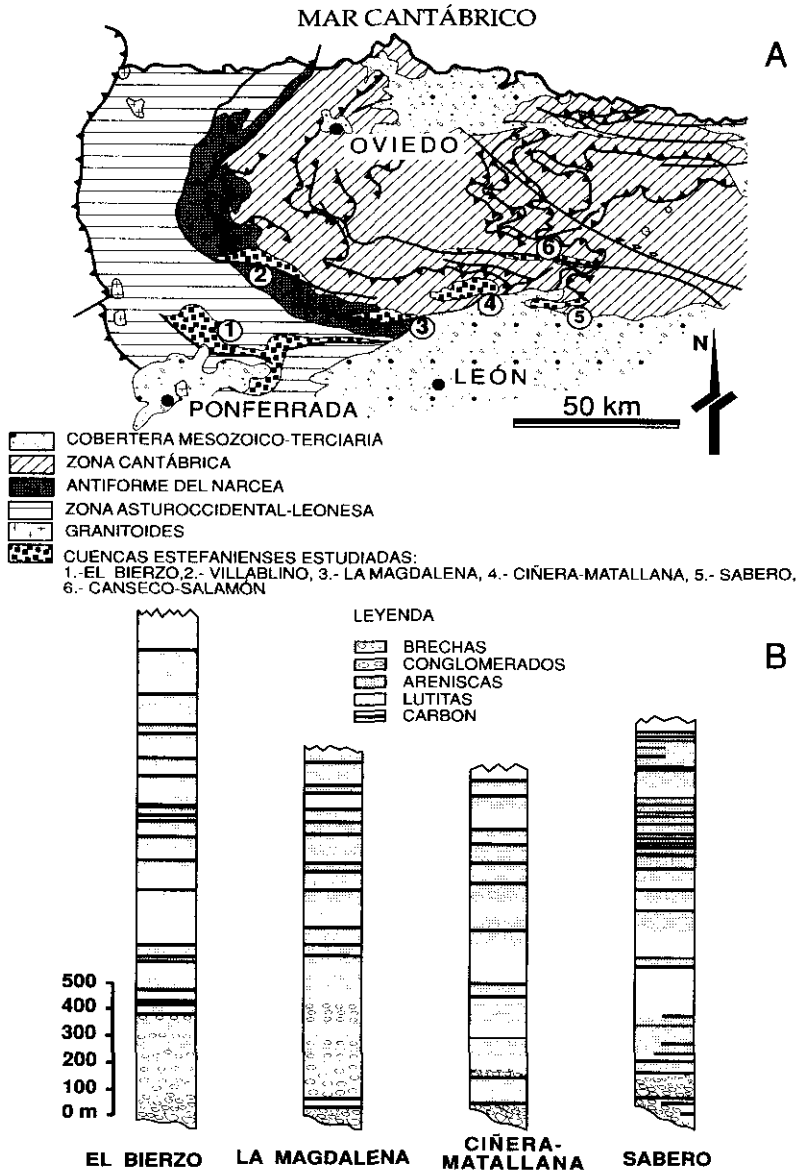 MAR CANTÁBRICO
A
OVIEDO
6
2
4
1
3
5
N
LEÓN
PONFERRADA
50 km
COBERTERA MESOZOICO-TERCIARIA
ZONA CANTÁBRICA
ANTIFORME DEL NARCEA
ZONA ASTUROCCIDENTAL-LEONESA
GRANITOIDES
CUENCAS ESTEFANIENSES ESTUDIADAS:
1.-EL BIERZO,2.- VILLABLINO, 3.- LA MAGDALENA, 4.- CIÑERA-MATALLANA, 5.- SABERO,
6.- CANSECO-SALAMÓN
LEYENDA
B
BRECHAS
CONGLOMERADOS
ARENISCAS
LUTITAS
CARBON
500
400
300
200
100
0 m
EL BIERZO
LA MAGDALENA
CIÑERA-
MATALLANA
SABERO